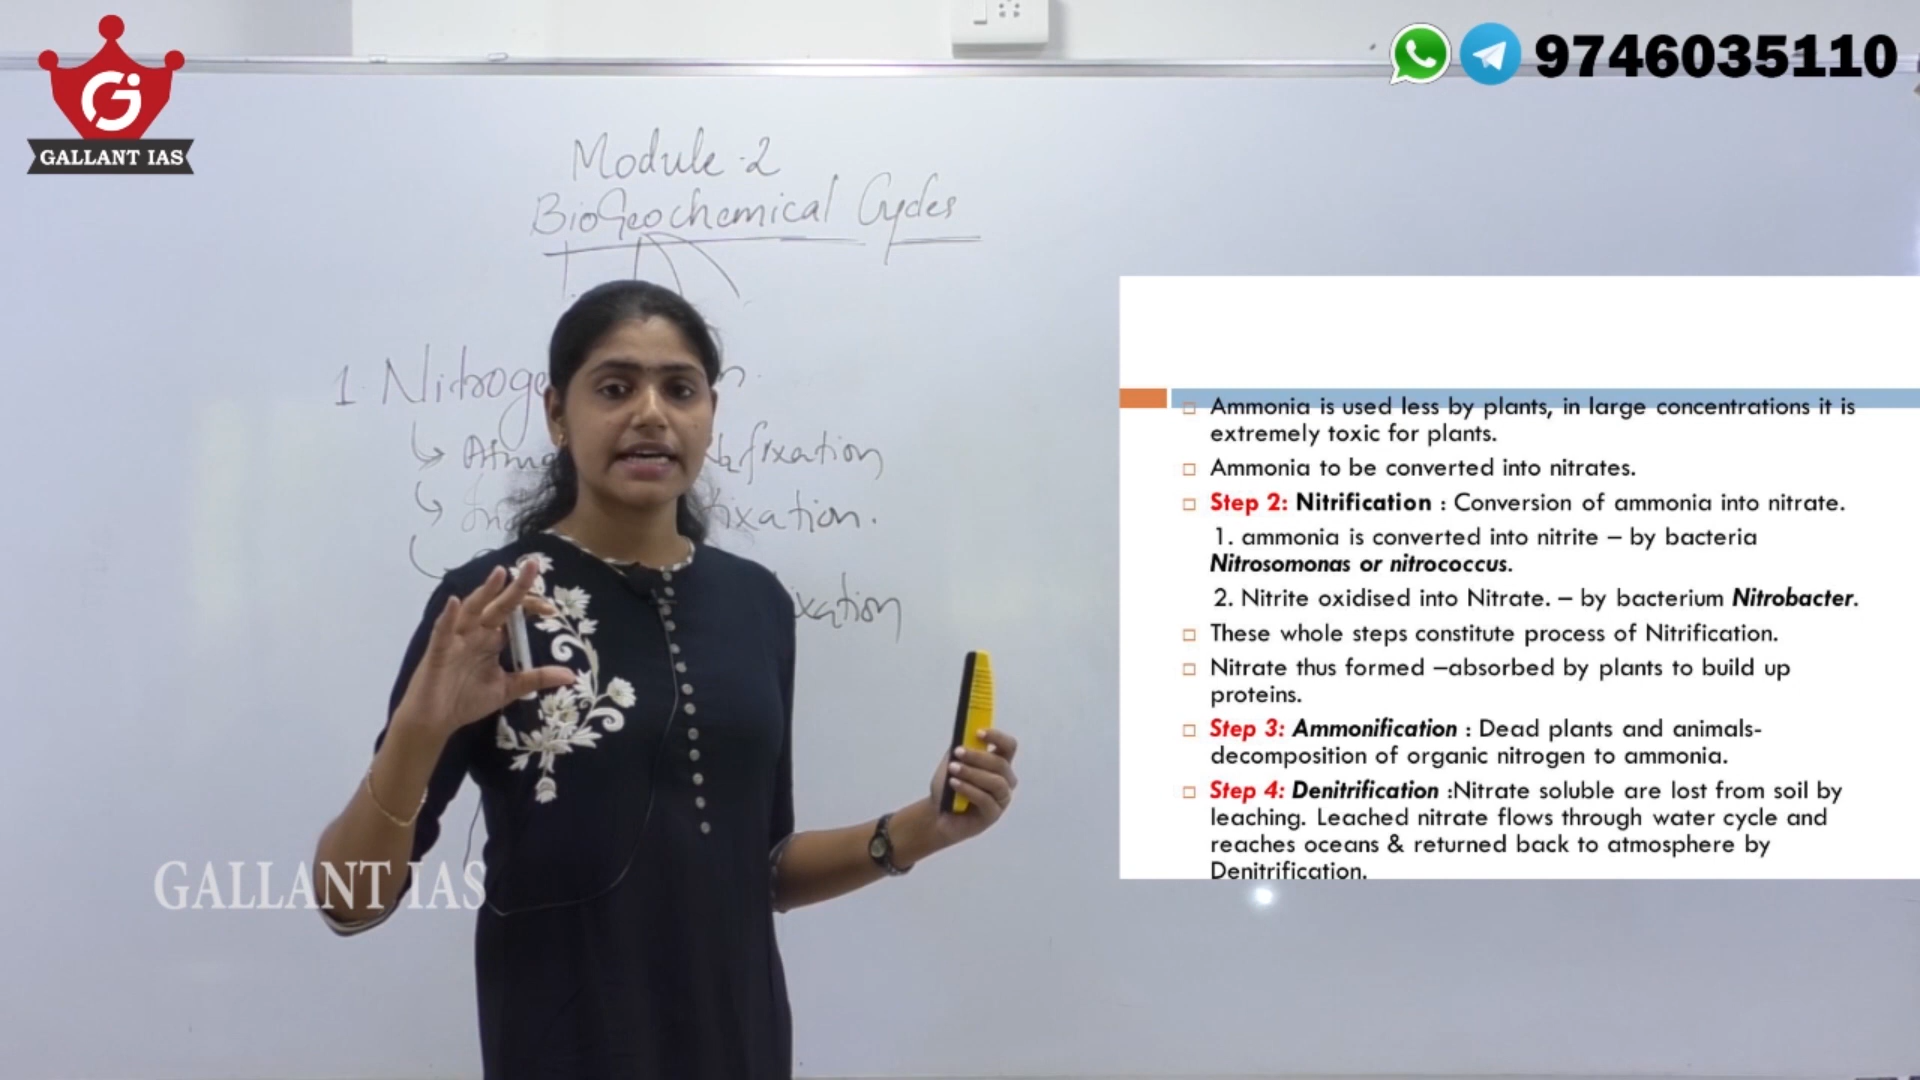 GALLANT IAS
9746035110
Module-2
BioGeochemical Cycles
1.
fixation
fixation.
GALLANT IAS
Ammonia is used less by plants, in large concentrations it is
extremely toxic for plants.
Ammonia to be converted into nitrates.
Step 2: Nitrification : Conversion of ammonia into nitrate.
1. ammonia is converted into nitrite – by bacteria
Nitrosomonas or nitrococcus.
2. Nitrite oxidised into Nitrate. – by bacterium Nitrobacter.
These whole steps constitute process of Nitrification.
Nitrate thus formed –absorbed by plants to build up
proteins.
Step 3: Ammonification : Dead plants and animals-
decomposition of organic nitrogen to ammonia.
Step 4: Denitrification :Nitrate soluble are lost from soil by
leaching. Leached nitrate flows through water cycle and
reaches oceans & returned back to atmosphere by
Denitrification.